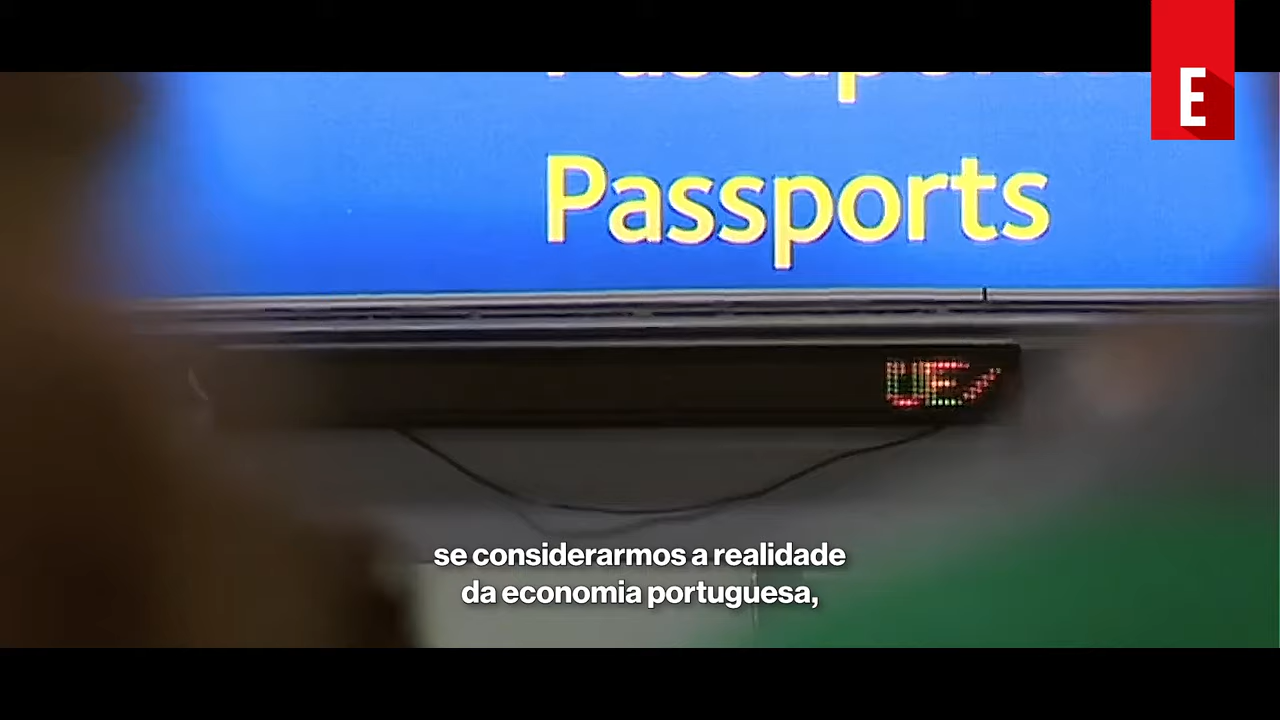 E
Passports
UE/
se considerarmos a realidade
da economia portuguesa,